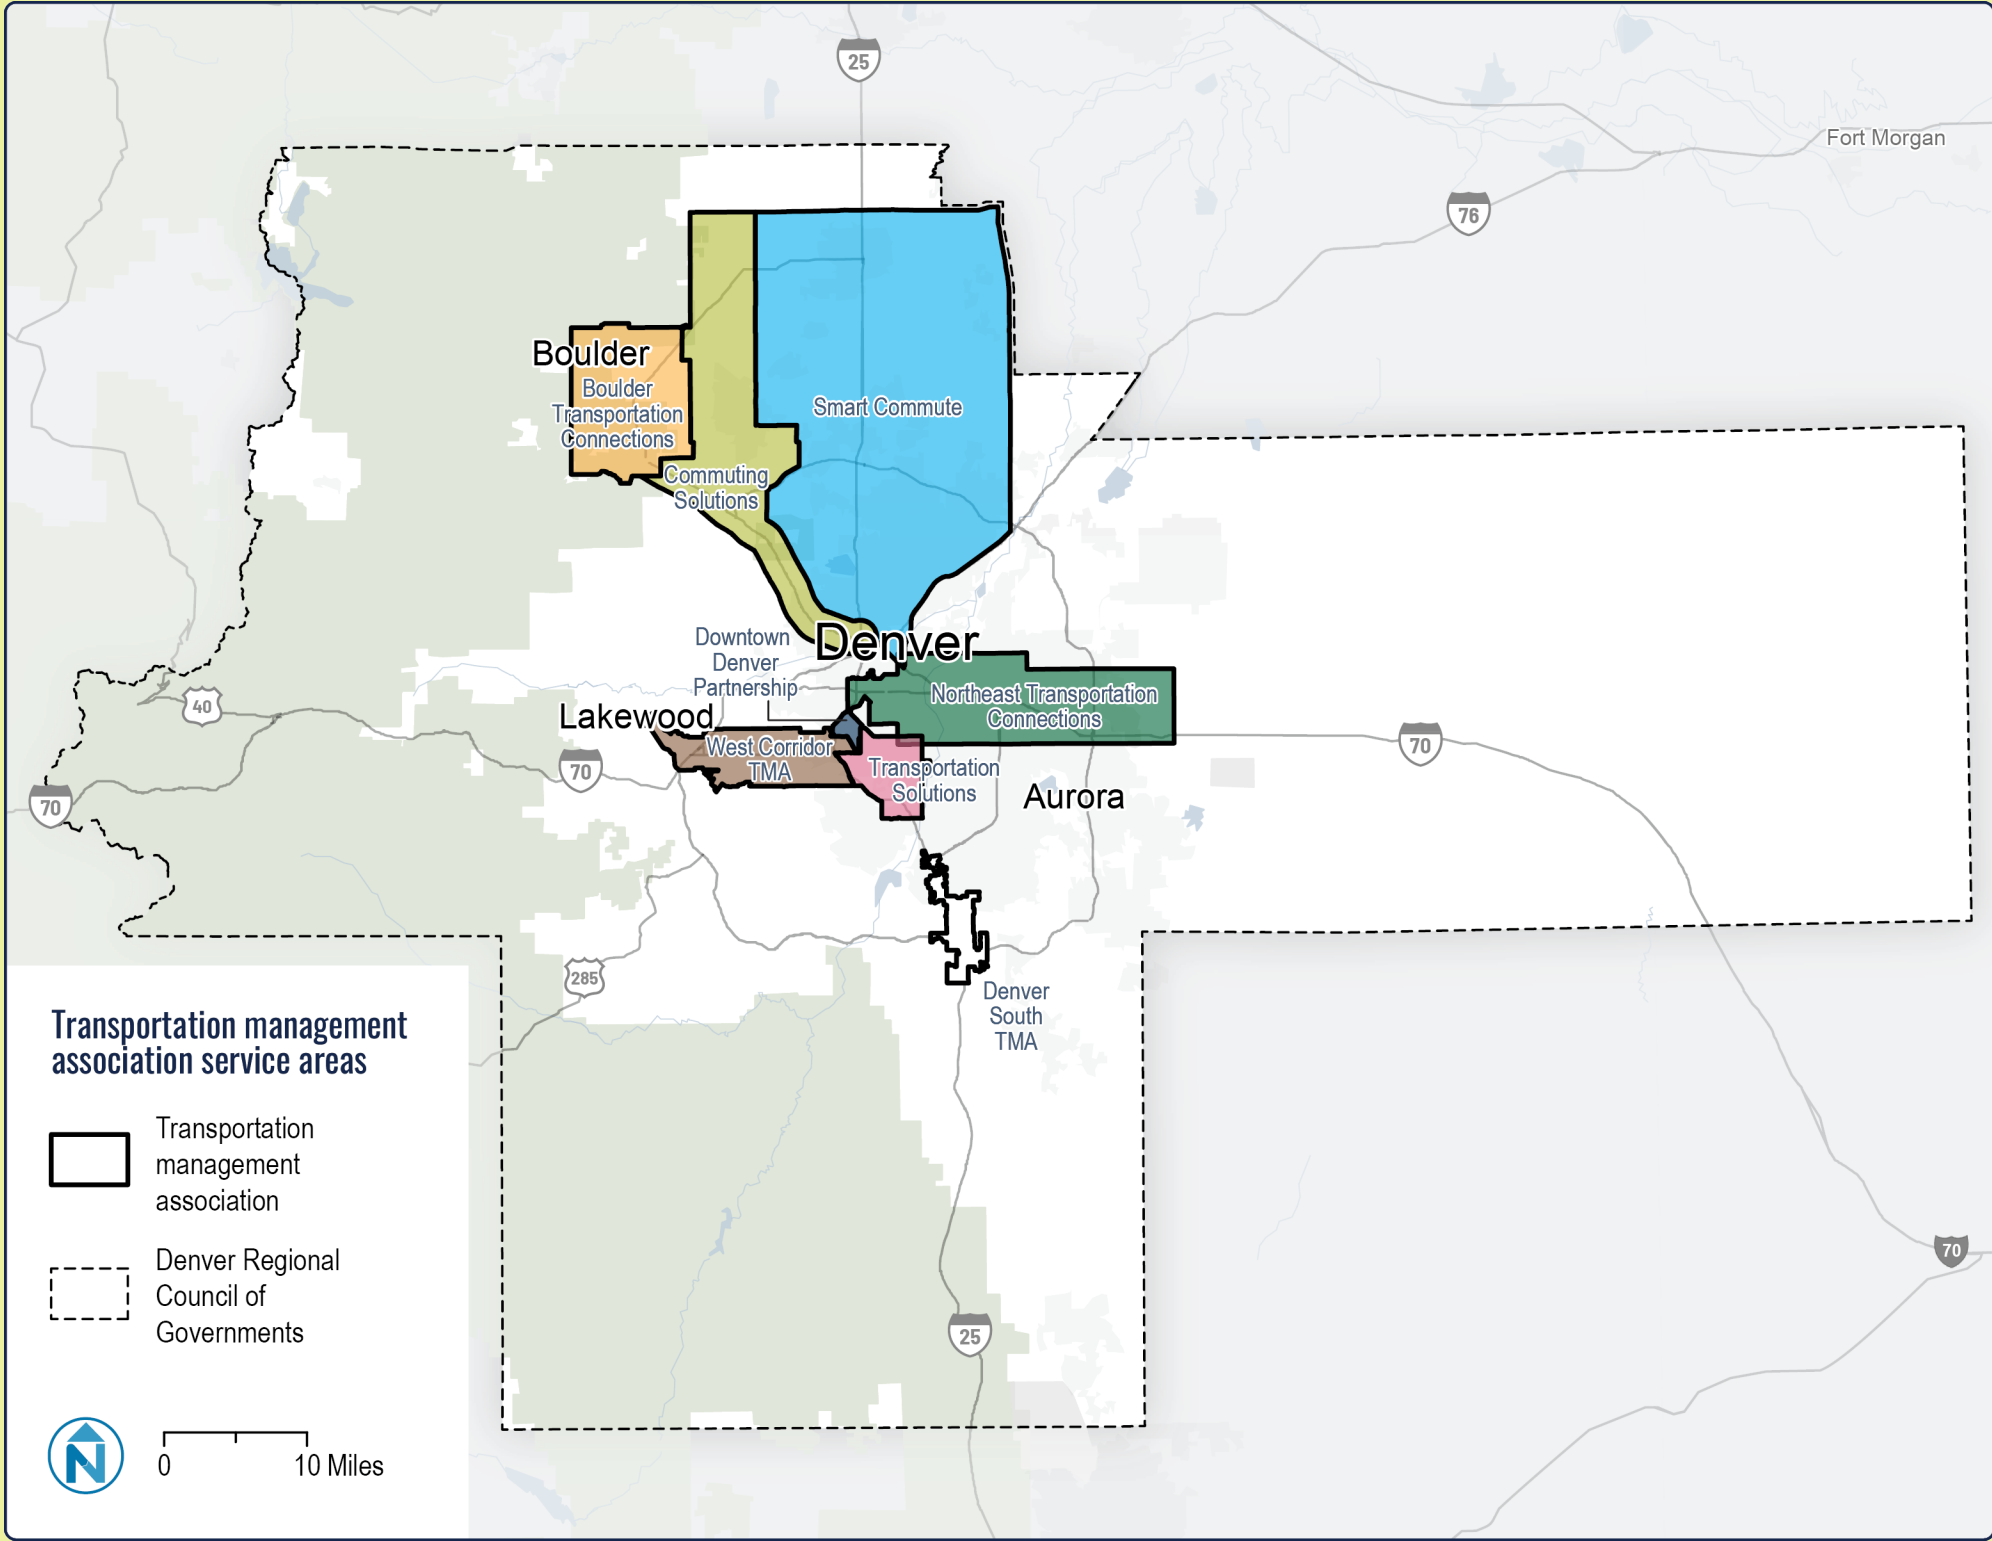 25
Fort Morgan
76
Boulder
Boulder
Transportation
Connections
Smart Commute
Commuting
Solutions
Denver
Downtown
Denver
Partnership
Northeast Transportation
Connections
40
Lakewood
West Corridor
TMA
70
70
70
Transportation
Solutions
Aurora
285
Denver
South
TMA
70
25
Transportation management
association service areas
Transportation
management
association
Denver Regional
Council of
Governments
N
0
10 Miles